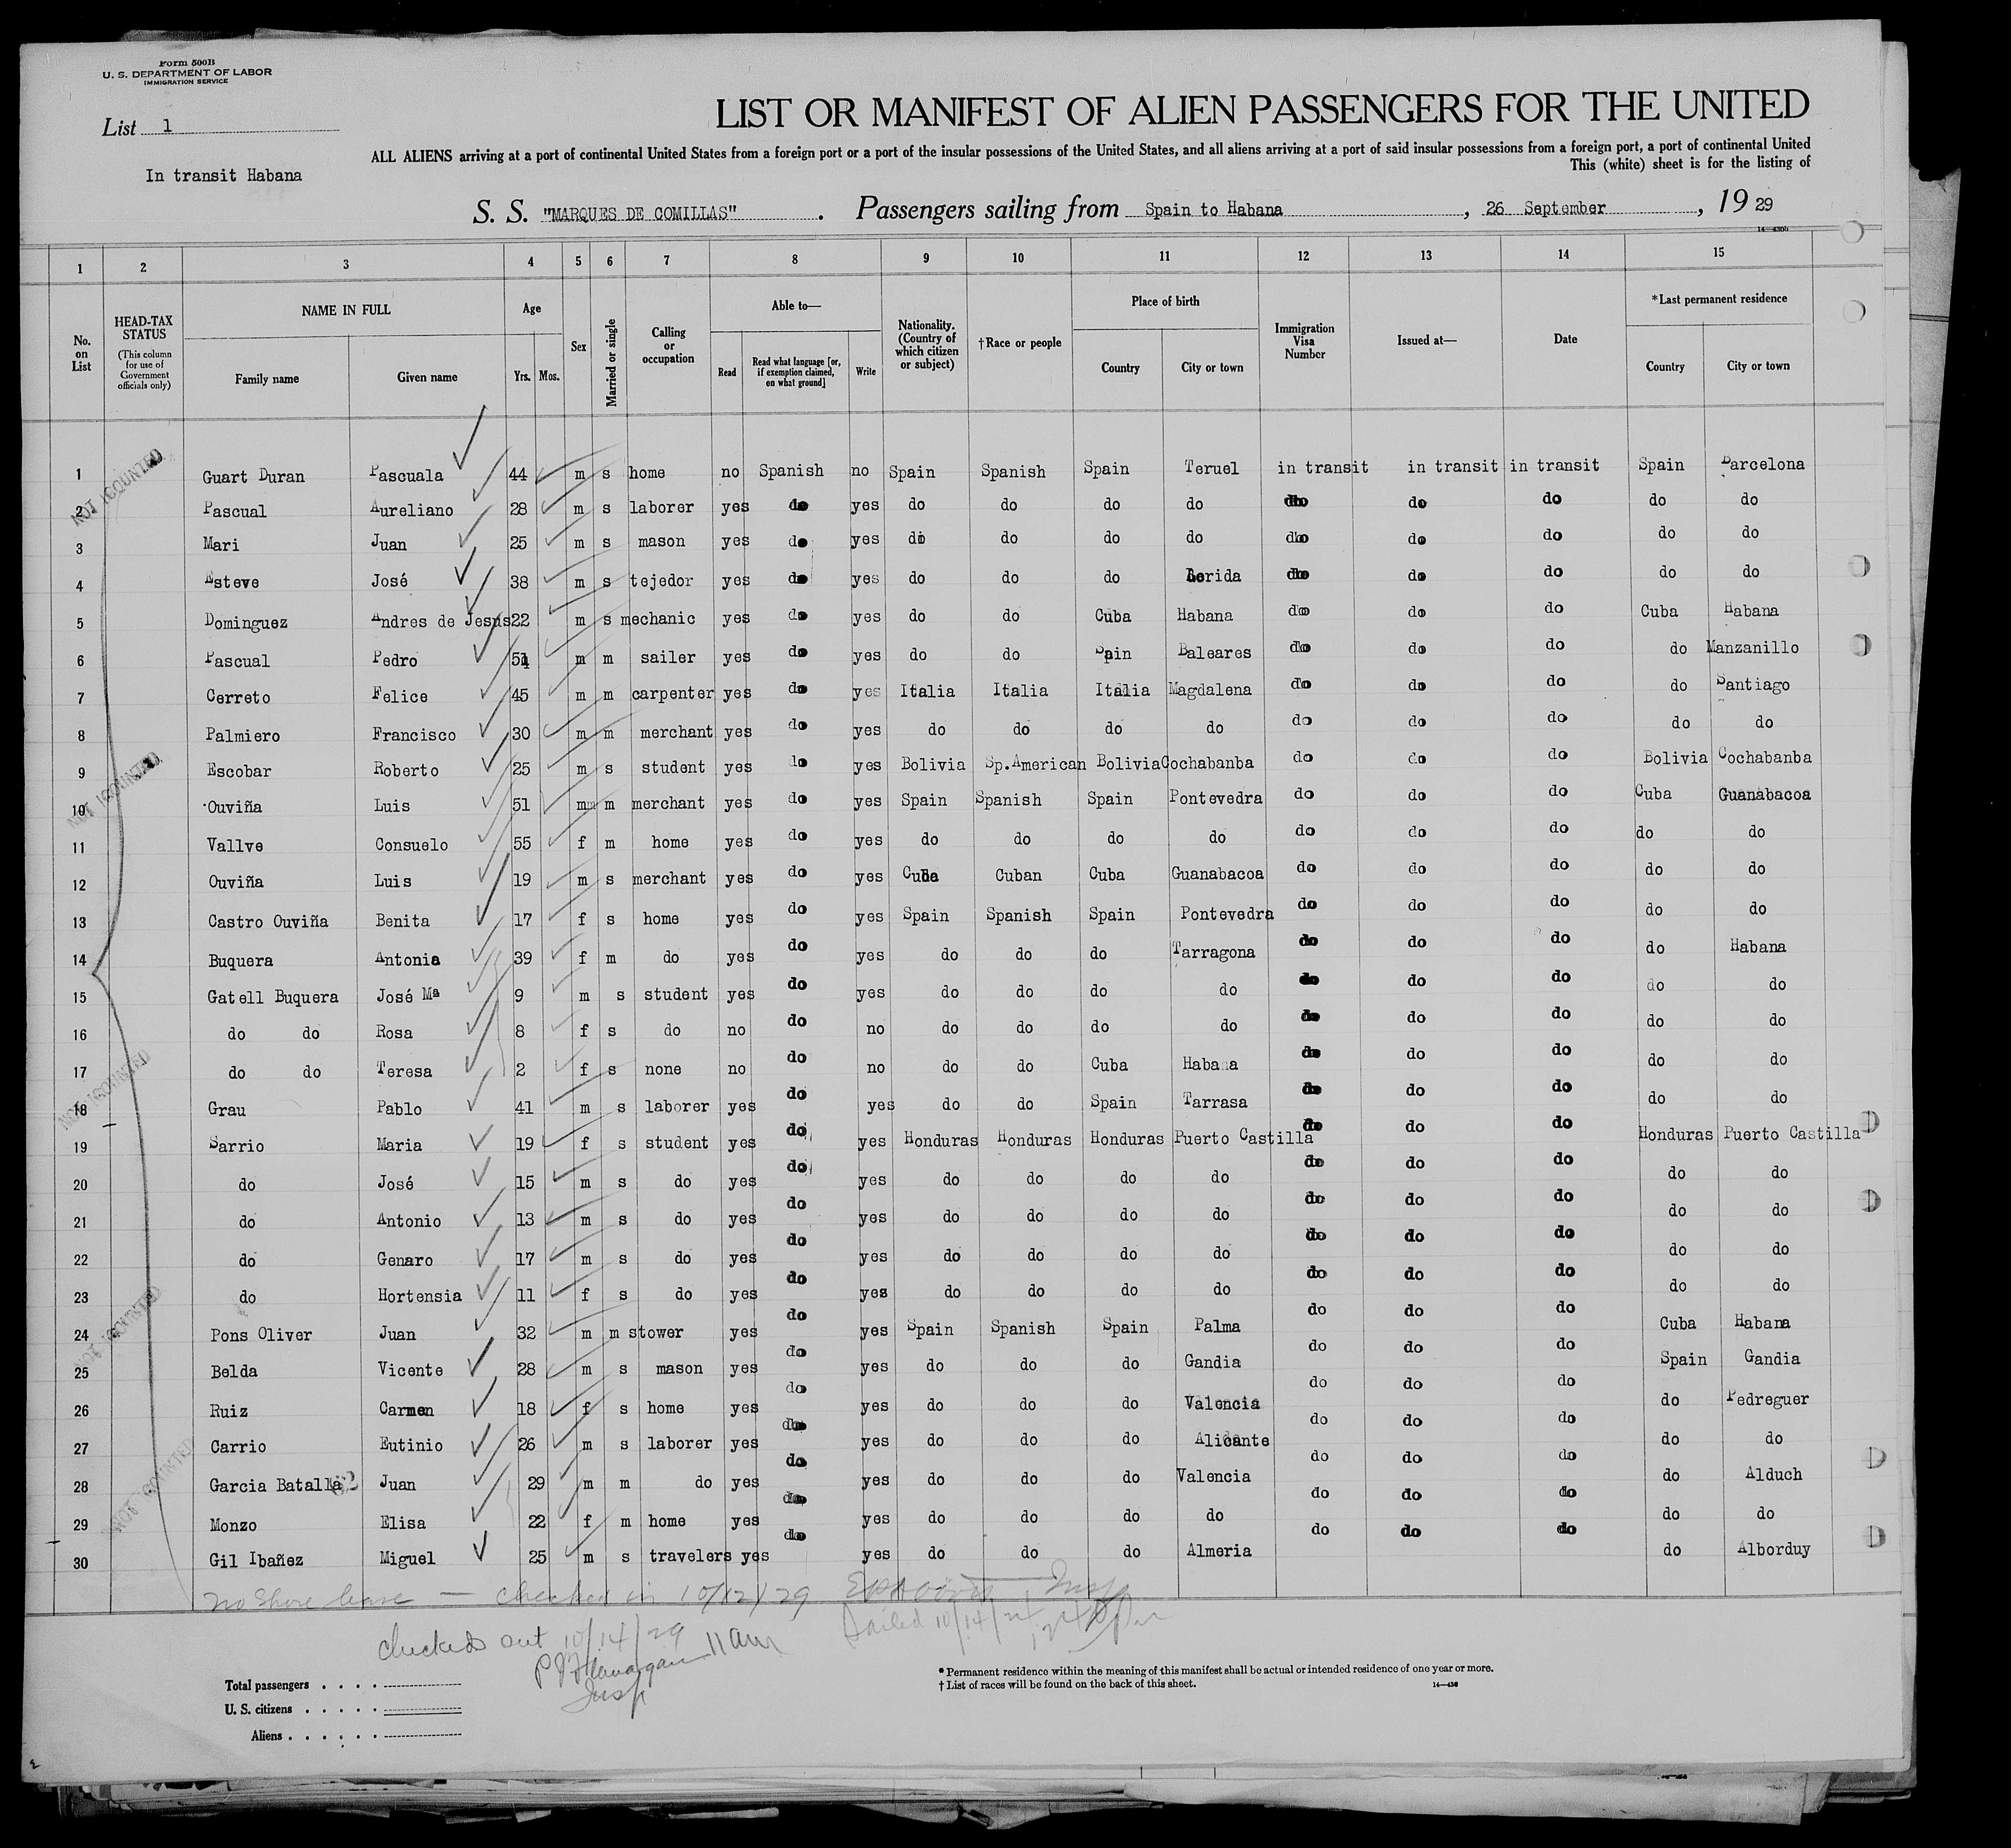 Form 500B
U. S. DEPARTMENT OF LABOR
IMMIGRATION SERVICE
List 1
In transit Habana
LIST OR MANIFEST OF ALIEN PASSENGERS FOR THE UNITED
ALL ALIENS arriving at a port of continental United States from a foreign port or a port of the insular possessions of the United States, and all aliens arriving at a port of said insular possessions from a foreign port, a port of continental United
This (white) sheet is for the listing of
S. S. "MARQUES DE COMILLAS" . Passengers sailing from Spain to Habana , 26 September , 19 29
14—430b
1 2 3 4 5 6 7 8 9 10 11 12 13 14 15
No. on List
HEAD-TAX STATUS (This column for use of Government officials only)
NAME IN FULL Family name Given name
Age Yrs. Mos.
Sex
Married or single
Calling or occupation
Able to— Read Read what language [or, if exemption claimed, on what ground] Write
Nationality. (Country of which citizen or subject)
†Race or people
Place of birth Country City or town
Immigration Visa Number
Issued at—
Date
*Last permanent residence Country City or town
1 Guart Duran Pascuala 44 m s home no Spanish no Spain Spanish Spain Teruel in transit in transit in transit Spain Barcelona
2 Pascual Aureliano 28 m s laborer yes do yes do do do do do do do do do
3 Mari Juan 25 m s mason yes do yes do do do do do do do do do
4 Esteve José 38 m s tejedor yes do yes do do do Lerida do do do do do
5 Dominguez Andres de Jesus 22 m s mechanic yes do yes do do Cuba Habana do do do Cuba Habana
6 Pascual Pedro 51 m m sailer yes do yes do do Spain Baleares do do do do Manzanillo
7 Cerreto Felice 45 m m carpenter yes do yes Italia Italia Italia Magdalena do do do do Santiago
8 Palmiero Francisco 30 m m merchant yes do yes do do do do do do do do do
9 Escobar Roberto 25 m s student yes do yes Bolivia Sp.American Bolivia Cochabanba do do do Bolivia Cochabanba
10 Ouviña Luis 51 m m merchant yes do yes Spain Spanish Spain Pontevedra do do do Cuba Guanabacoa
11 Vallve Consuelo 55 f m home yes do yes do do do do do do do do do
12 Ouviña Luis 19 m s merchant yes do yes Cuba Cuban Cuba Guanabacoa do do do do do
13 Castro Ouviña Benita 17 f s home yes do yes Spain Spanish Spain Pontevedra do do do do do
14 Buquera Antonia 39 f m do yes do yes do do do Tarragona do do do do Habana
15 Gatell Buquera José Mª 9 m s student yes do yes do do do do do do do do do
16 do do Rosa 8 f s do no do no do do do do do do do do do
17 do do Teresa 2 f s none no do no do do Cuba Habana do do do do do
18 Grau Pablo 41 m s laborer yes do yes do do Spain Tarrasa do do do do do
19 Sarrio Maria 19 f s student yes do yes Honduras Honduras Honduras Puerto Castilla do do do Honduras Puerto Castilla
20 do José 15 m s do yes do yes do do do do do do do do do
21 do Antonio 13 m s do yes do yes do do do do do do do do do
22 do Genaro 17 m s do yes do yes do do do do do do do do do
23 do Hortensia 11 f s do yes do yes do do do do do do do do do
24 Pons Oliver Juan 32 m m stower yes do yes Spain Spanish Spain Palma do do do Cuba Habana
25 Belda Vicente 28 m s mason yes do yes do do do Gandia do do do Spain Gandia
26 Ruiz Carmen 18 f s home yes do yes do do do Valencia do do do do Pedreguer
27 Carrio Eutinio 26 m s laborer yes do yes do do do Alicante do do do do do
28 Garcia Batalla Juan 29 m m do yes do yes do do do Valencia do do do do Alduch
29 Monzo Elisa 22 f m home yes do yes do do do do do do do do do
30 Gil Ibañez Miguel 25 m s travelers yes do yes do do do Almeria do do do do Alborduy
NOT COUNTED
NOT COUNTED
NOT COUNTED
NOT COUNTED
NOT COUNTED
no Shore leave — checked in 10/12/29 Insp
Sailed 10/14/29
checked out 10/14/29 11 am
P J Flanagan
Insp
Total passengers
U. S. citizens
Aliens
* Permanent residence within the meaning of this manifest shall be actual or intended residence of one year or more.
† List of races will be found on the back of this sheet.
14—430